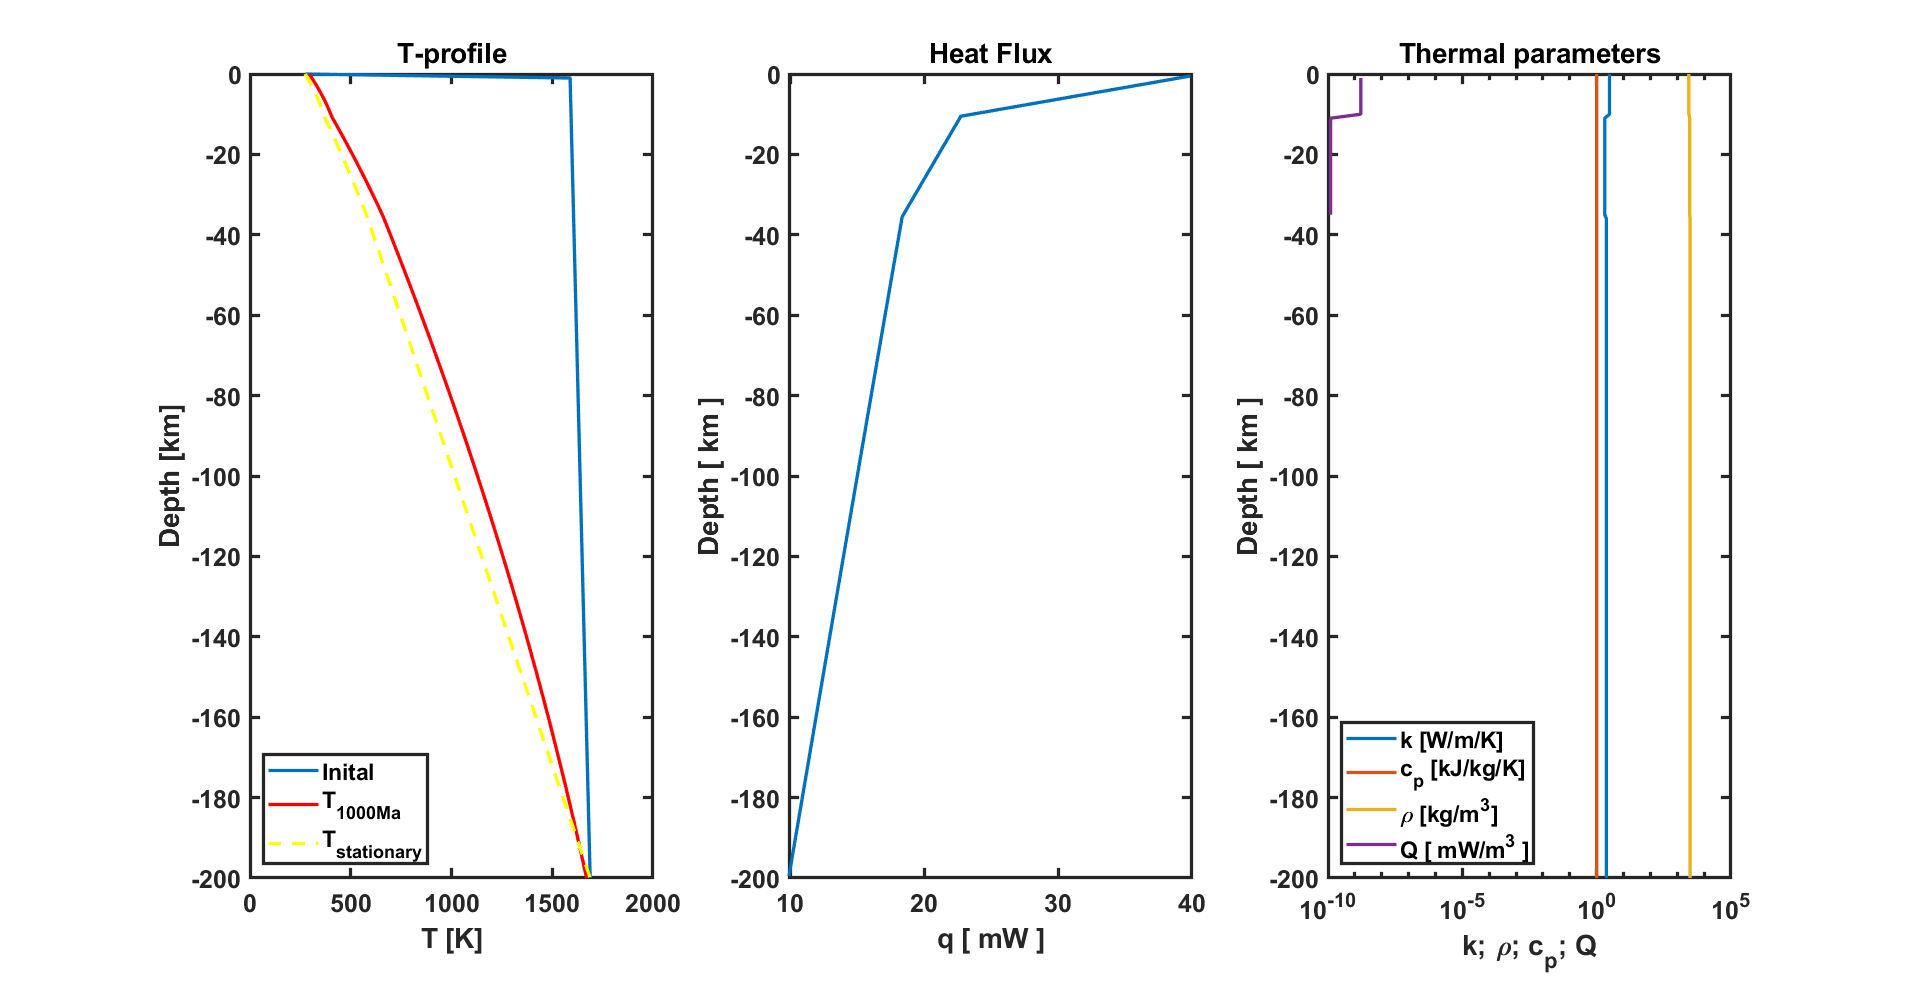 T-profile
0
-20
-40
-60
-80
-100
-120
-140
-160
-180
-200
Depth [km]
Inital
T1000Ma
Tstationary
0
500
1000
1500
2000
T [K]
Heat Flux
0
-20
-40
-60
-80
-100
-120
-140
-160
-180
-200
Depth [ km ]
10
20
30
40
q [ mW ]
Thermal parameters
0
-20
-40
-60
-80
-100
-120
-140
-160
-180
-200
Depth [ km ]
k [W/m/K]
cp [kJ/kg/K]
ρ [kg/m3]
Q [ mW/m3 ]
10-10
10-5
100
105
k; ρ; cp; Q